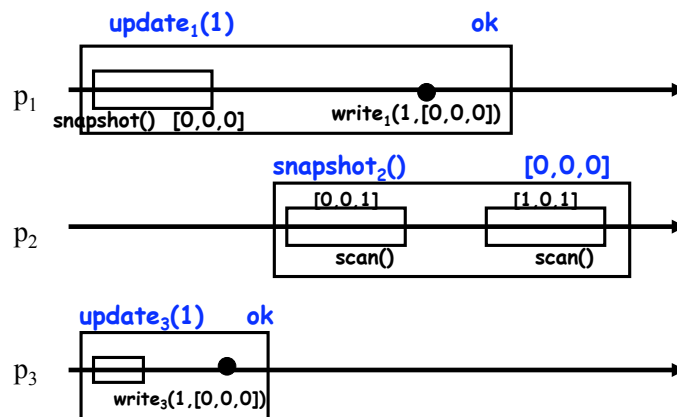 update₁(1) ok
p₁
snapshot() [0,0,0] write₁(1,[0,0,0])
snapshot₂() [0,0,0]
[0,0,1] [1,0,1]
p₂
scan() scan()
update₃(1) ok
p₃
write₃(1,[0,0,0])